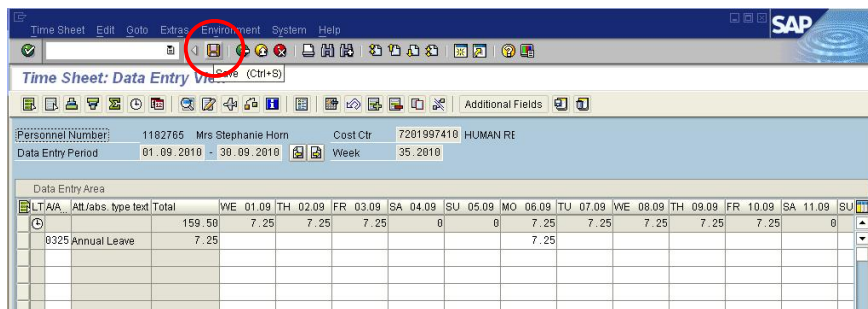 Time Sheet Edit Goto Extras Environment System Help
SAP
Save (Ctrl+S)
Time Sheet: Data Entry View
Additional Fields
Personnel Number 1182765 Mrs Stephanie Horn Cost Ctr 7201997410 HUMAN RE
Data Entry Period 01.09.2010 - 30.09.2010 Week 35.2010
Data Entry Area
LT A/A Att./abs. type text Total WE 01.09 TH 02.09 FR 03.09 SA 04.09 SU 05.09 MO 06.09 TU 07.09 WE 08.09 TH 09.09 FR 10.09 SA 11.09 SU
159.50 7.25 7.25 7.25 0 0 7.25 7.25 7.25 7.25 7.25 0
0325 Annual Leave 7.25 7.25